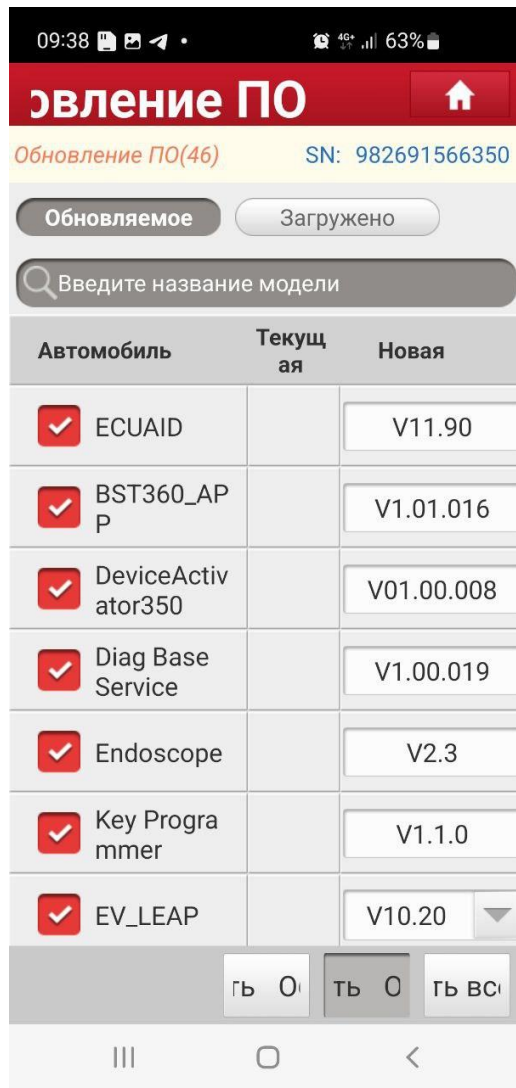 09:38 4G+ 63%
овление ПО
Обновление ПО(46) SN: 982691566350
Обновляемое Загружено
Введите название модели
Автомобиль Текущ
ая Новая
ECUAID V11.90
BST360_AP
P V1.01.016
DeviceActiv
ator350 V01.00.008
Diag Base
Service V1.00.019
Endoscope V2.3
Key Progra
mmer V1.1.0
EV_LEAP V10.20
ть О ть О ть вс